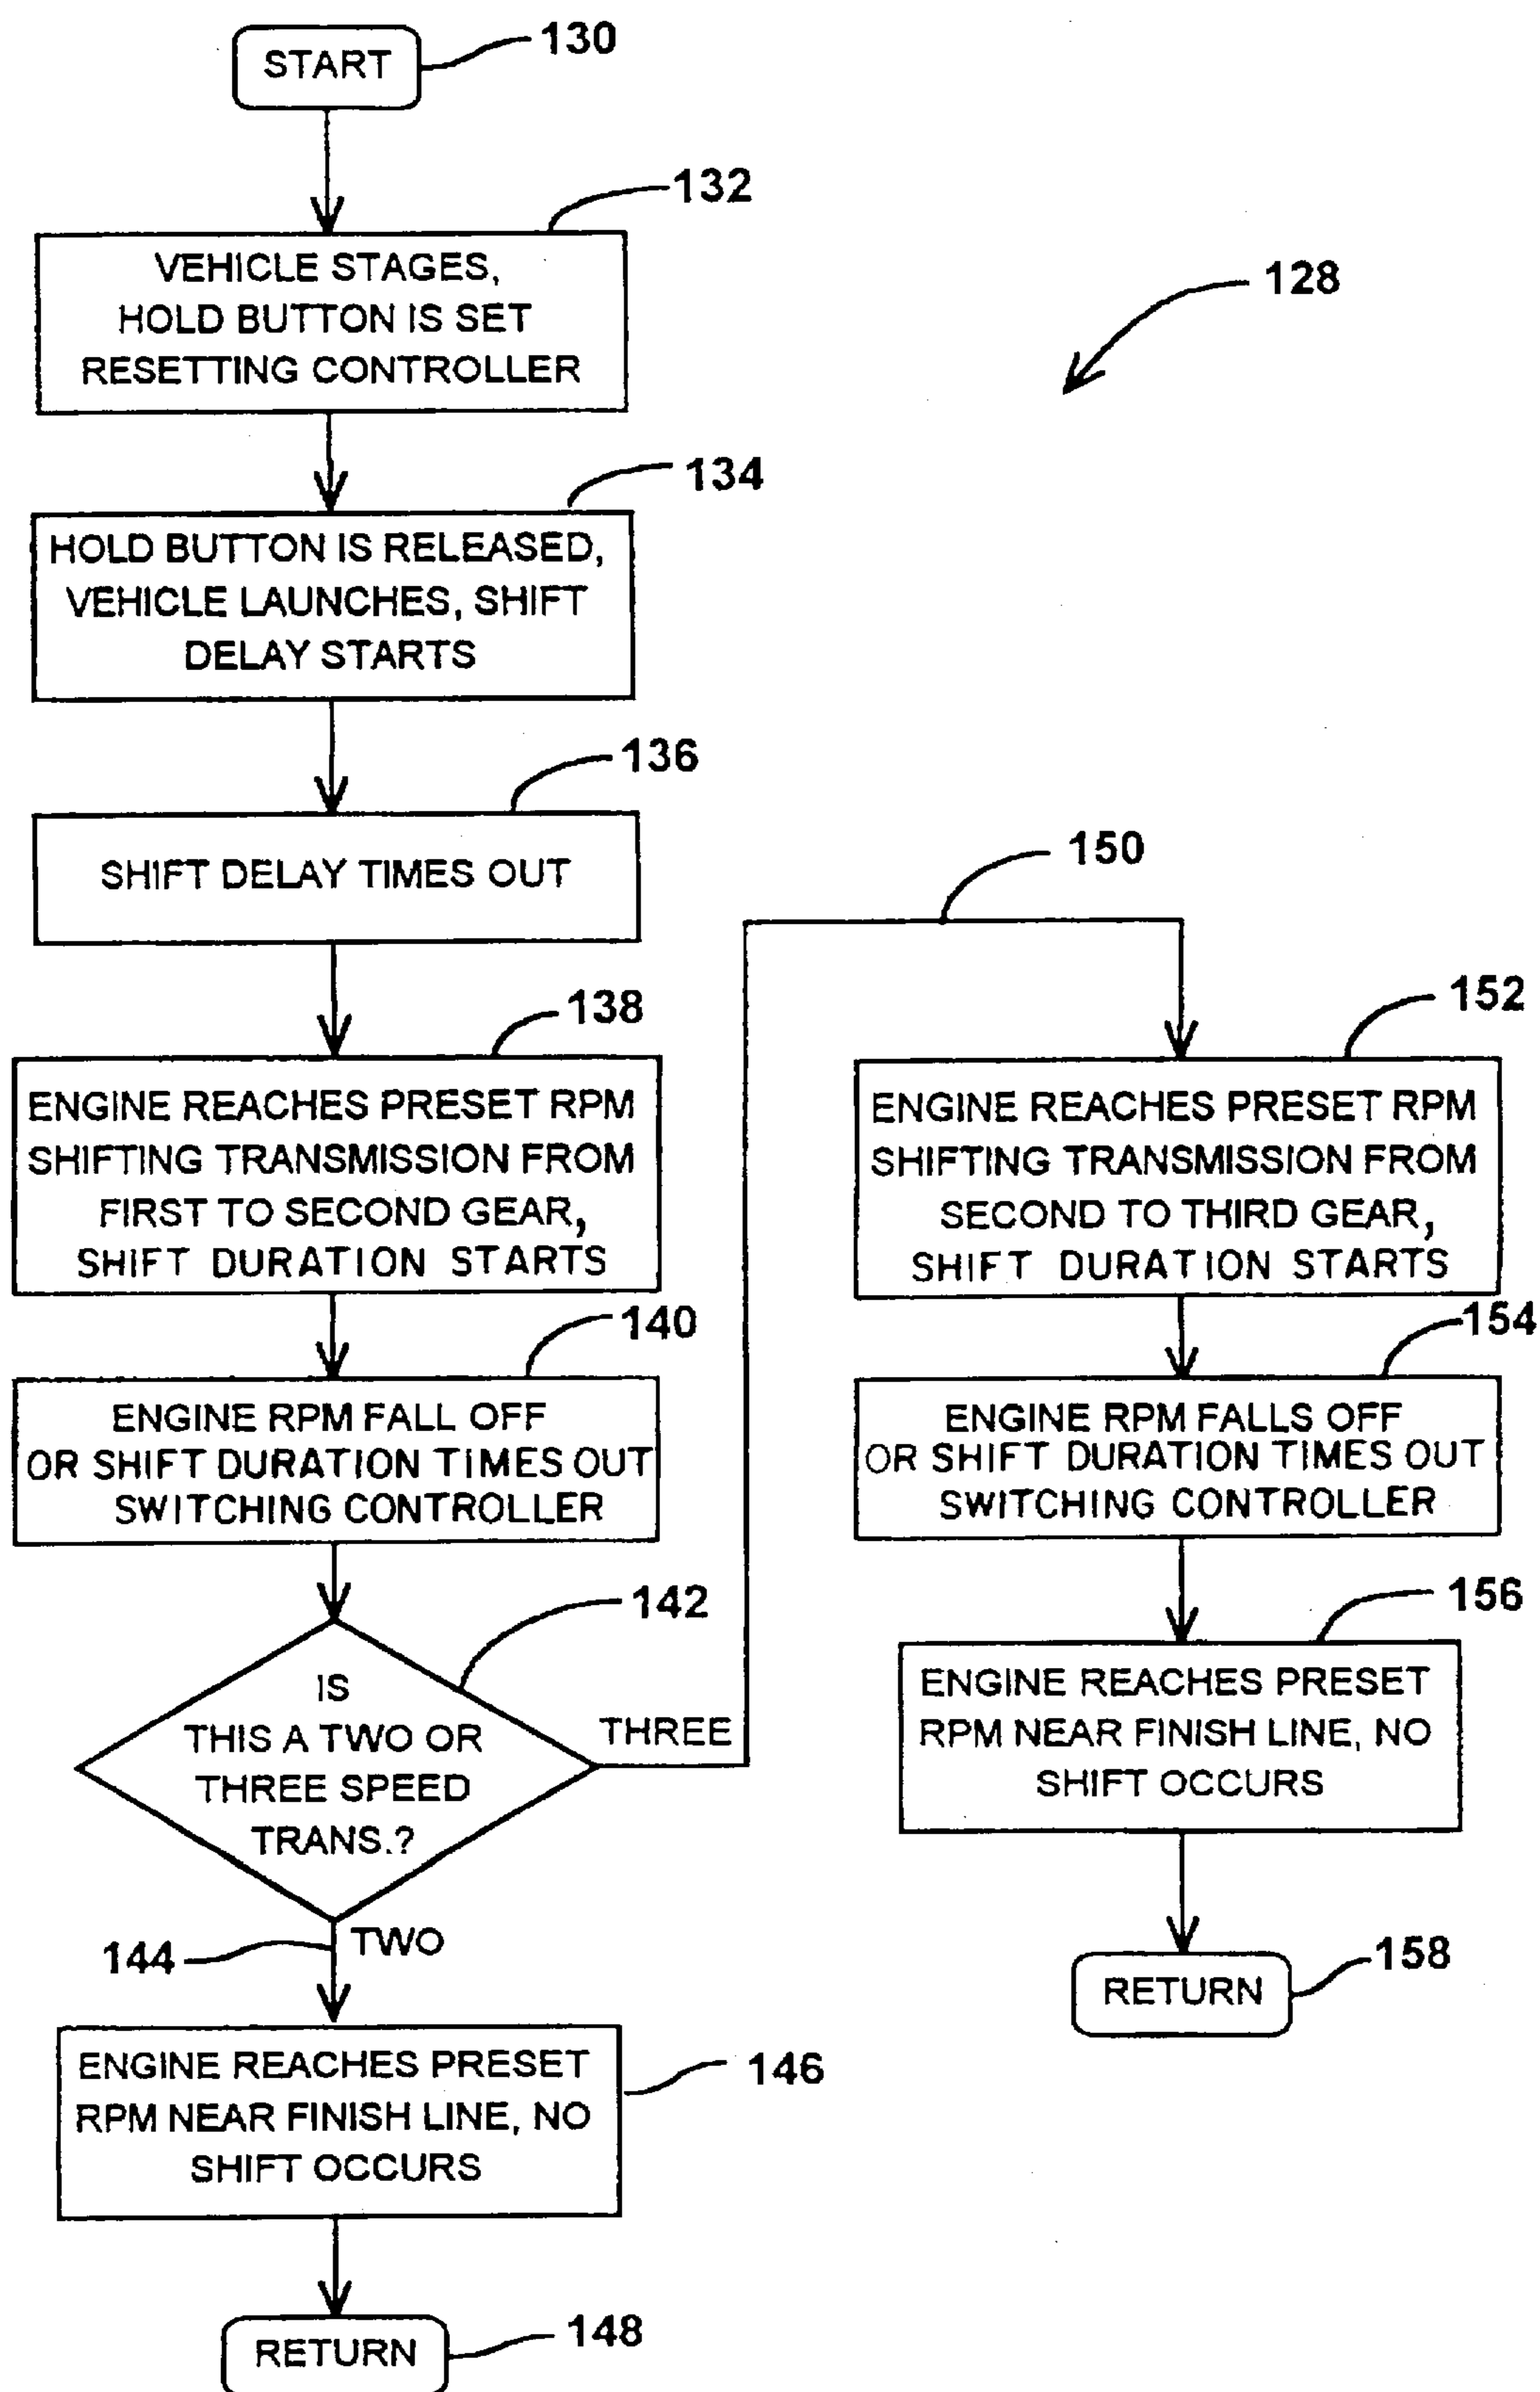 START
130
132
VEHICLE STAGES,
HOLD BUTTON IS SET
RESETTING CONTROLLER
128
134
HOLD BUTTON IS RELEASED,
VEHICLE LAUNCHES, SHIFT
DELAY STARTS
136
SHIFT DELAY TIMES OUT
138
ENGINE REACHES PRESET RPM
SHIFTING TRANSMISSION FROM
FIRST TO SECOND GEAR,
SHIFT DURATION STARTS
140
ENGINE RPM FALL OFF
OR SHIFT DURATION TIMES OUT
SWITCHING CONTROLLER
142
IS
THIS A TWO OR
THREE SPEED
TRANS.?
THREE
144
TWO
146
ENGINE REACHES PRESET
RPM NEAR FINISH LINE, NO
SHIFT OCCURS
RETURN
148
150
152
ENGINE REACHES PRESET RPM
SHIFTING TRANSMISSION FROM
SECOND TO THIRD GEAR,
SHIFT DURATION STARTS
154
ENGINE RPM FALLS OFF
OR SHIFT DURATION TIMES OUT
SWITCHING CONTROLLER
156
ENGINE REACHES PRESET
RPM NEAR FINISH LINE, NO
SHIFT OCCURS
RETURN
158